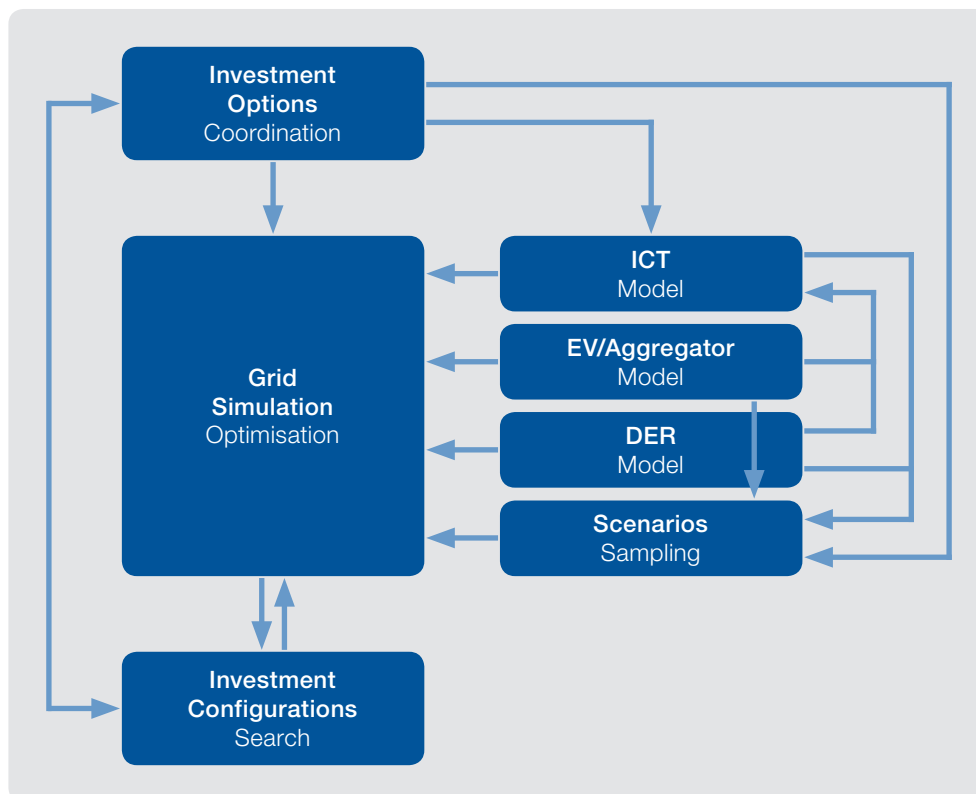 Investment
Options
Coordination
Grid
Simulation
Optimisation
ICT
Model
EV/Aggregator
Model
DER
Model
Scenarios
Sampling
Investment
Configurations
Search